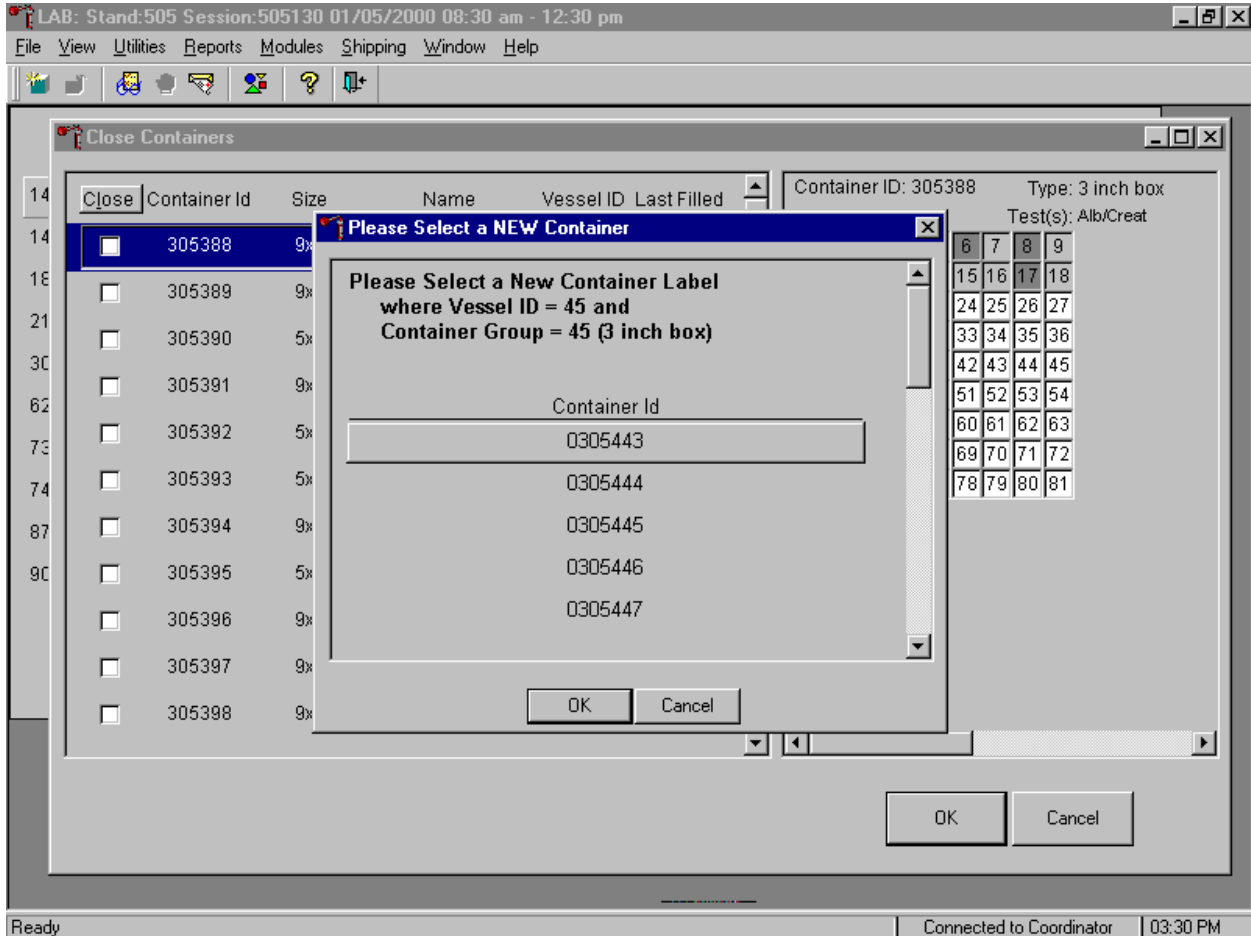 LAB: Stand:505 Session:505130 01/05/2000 08:30 am - 12:30 pm
File View Utilities Reports Modules Shipping Window Help
Close Containers
Close Container Id Size Name Vessel ID Last Filled
305388
305389
305390
305391
305392
305393
305394
305395
305396
305397
305398
Please Select a NEW Container
Please Select a New Container Label
where Vessel ID = 45 and
Container Group = 45 (3 inch box)
Container Id
0305443
0305444
0305445
0305446
0305447
OK Cancel
Container ID: 305388 Type: 3 inch box
Test(s): Alb/Creat
6 7 8 9
15 16 17 18
24 25 26 27
33 34 35 36
42 43 44 45
51 52 53 54
60 61 62 63
69 70 71 72
78 79 80 81
OK Cancel
Ready Connected to Coordinator 03:30 PM